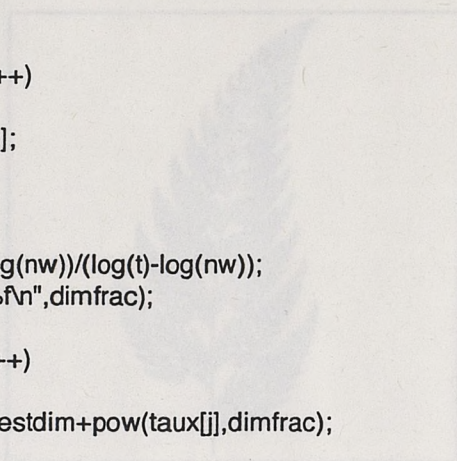 ++)
];
g(nw))/(log(t)-log(nw));
%f\n",dimfrac);
++)
estdim+pow(taux[j],dimfrac);